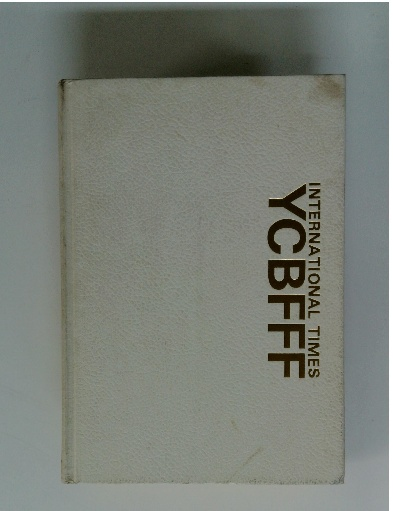 INTERNATIONAL TIMES
YCBFFF